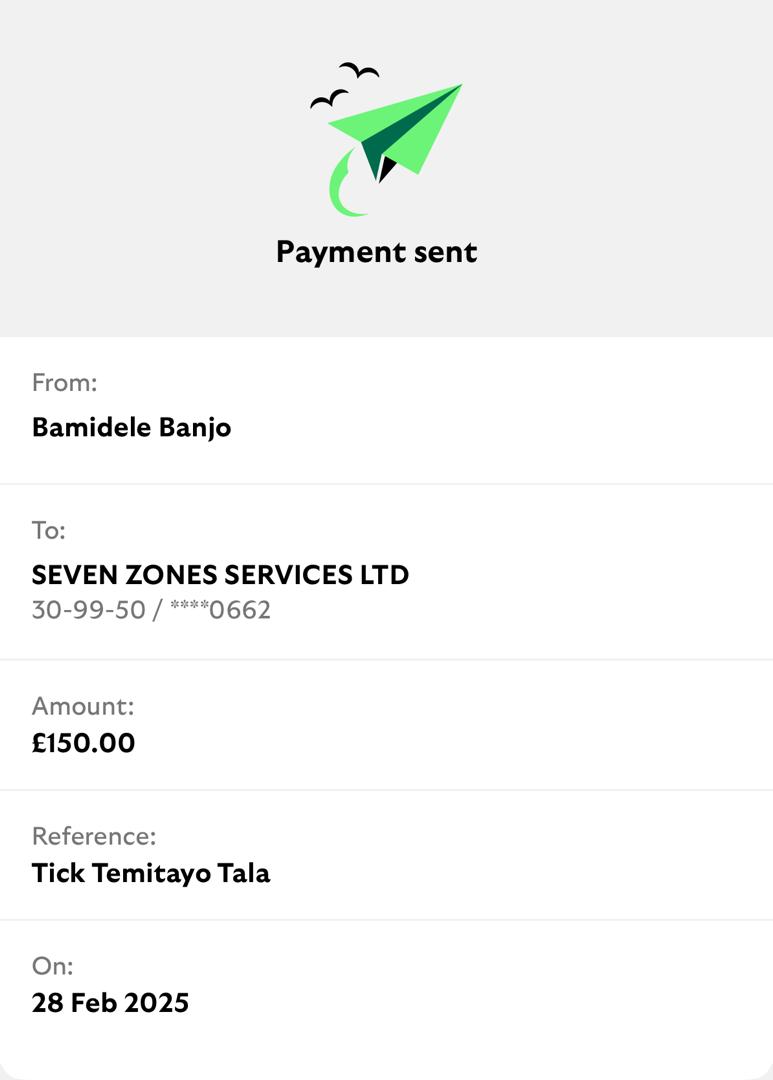 Payment sent
From:
Bamidele Banjo
To:
SEVEN ZONES SERVICES LTD
30-99-50 / ****0662
Amount:
£150.00
Reference:
Tick Temitayo Tala
On:
28 Feb 2025